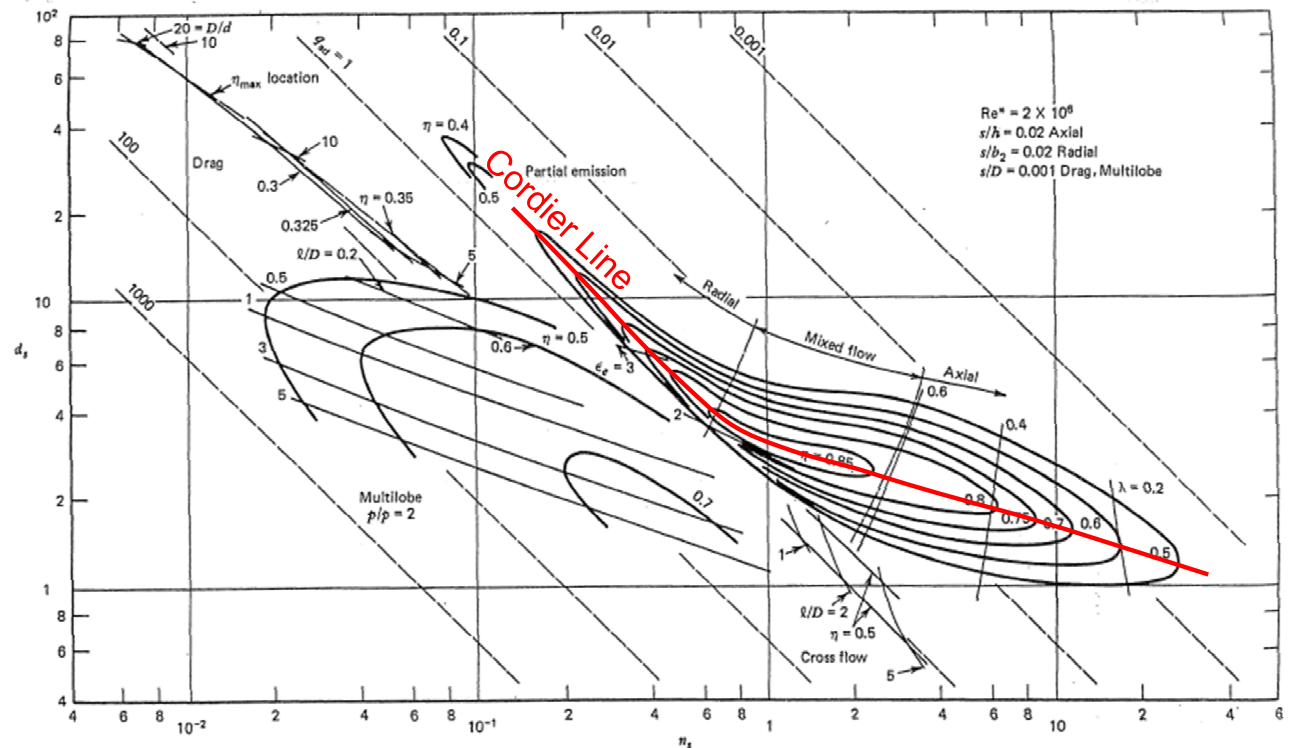 10²
8
6
4
2
10
8
6
4
2
1
8
6
4
dₛ
4
6
8
10⁻²
2
4
6
8
10⁻¹
2
4
6
8
1
2
4
6
8
10
2
4
6
nₛ
20 = D/d
10
ηmax location
q_ad = 1
0.1
0.01
0.001
100
1000
Drag
10
0.3
0.325
η = 0.35
5
ℓ/D = 0.2
0.5
1
3
5
η = 0.4
0.5
Partial emission
Cordier Line
Re* = 2 X 10⁶
s/h = 0.02 Axial
s/b₂ = 0.02 Radial
s/D = 0.001 Drag, Multilobe
Radial
Mixed flow
Axial
0.6
0.4
λ = 0.2
η = 0.5
0.6
ϵₑ = 3
2
η = 0.85
0.8
0.75
0.7
0.6
0.5
0.7
Multilobe
p/p = 2
1
ℓ/D = 2
η = 0.5
Cross flow
5